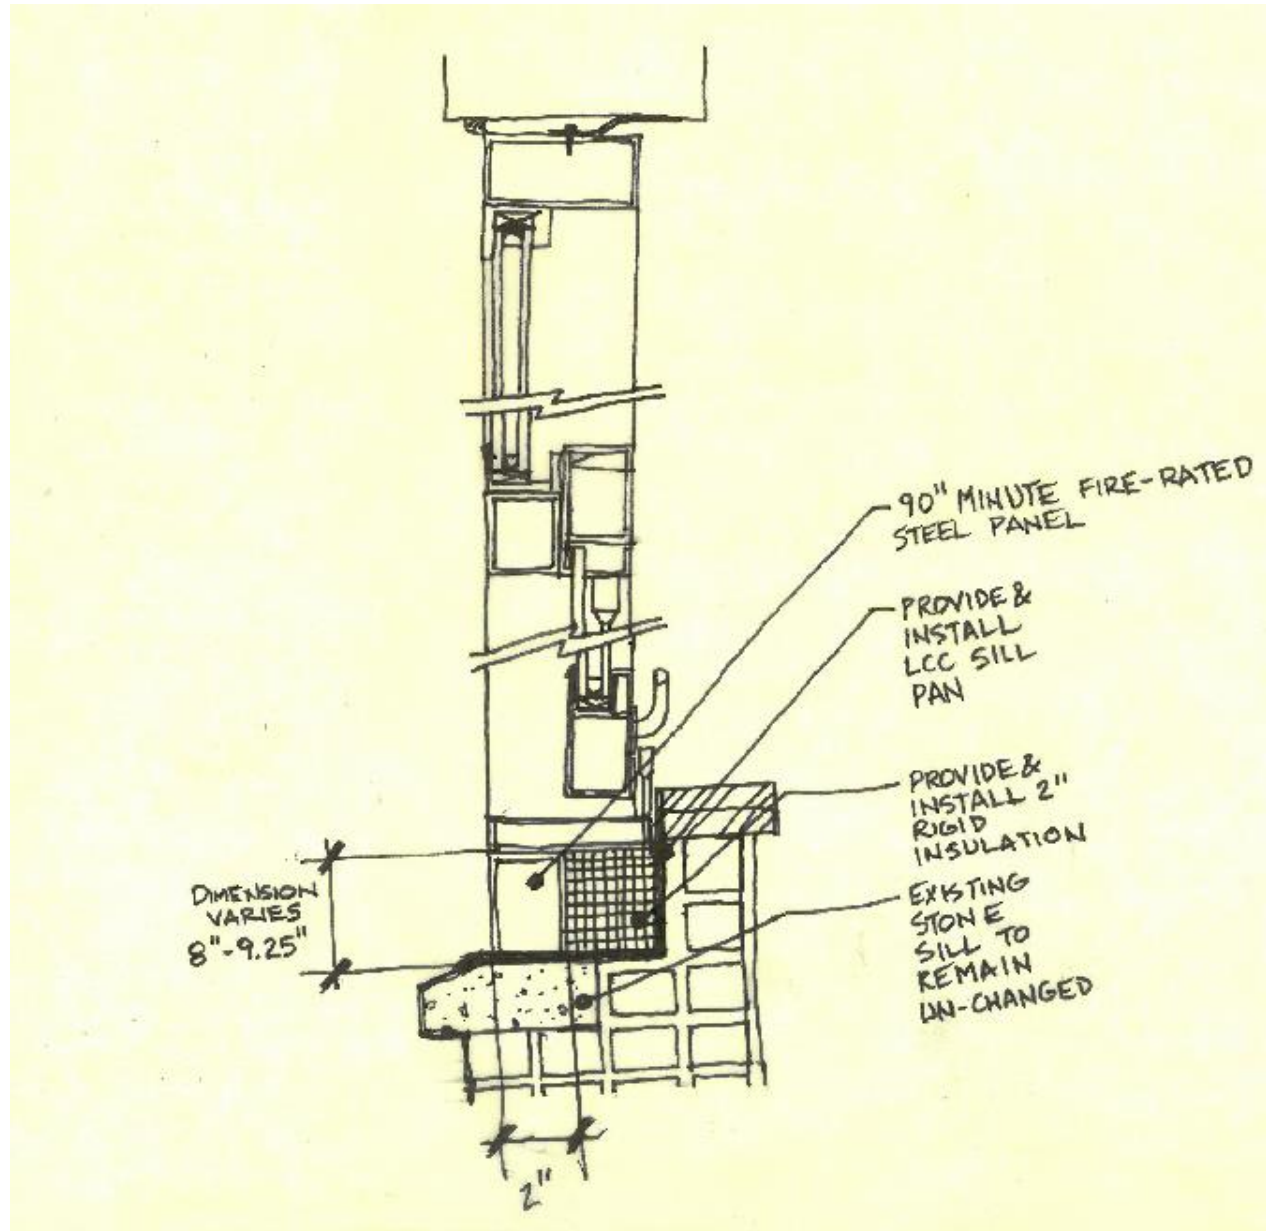 90" MINUTE FIRE-RATED
STEEL PANEL
PROVIDE &
INSTALL
LCC SILL
PAN
PROVIDE &
INSTALL 2"
RIGID
INSULATION
DIMENSION
VARIES
8"-9.25"
EXISTING
STONE
SILL TO
REMAIN
UN-CHANGED
2"